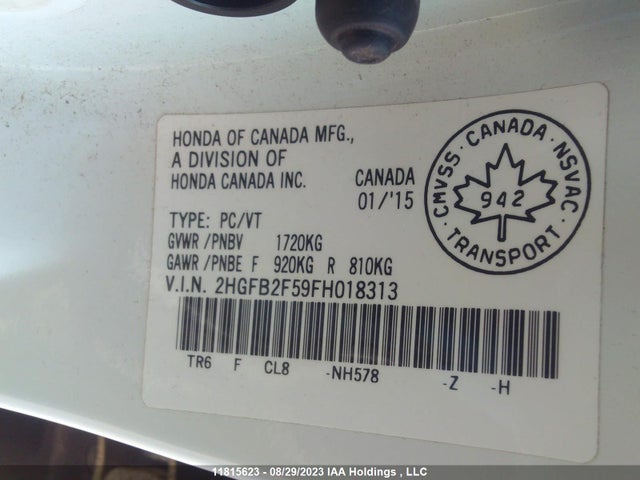 HONDA OF CANADA MFG.,
A DIVISION OF
HONDA CANADA INC.
CANADA
01/'15
TYPE: PC/VT
GVWR/PNBV 1720KG
GAWR/PNBE F 920KG R 810KG
V.I.N. 2HGFB2F59FH018313
TR6 F CL8 -NH578 -Z -H
CMVSS · CANADA · NSVAC · TRANSPORT ·
942
11815623 - 08/29/2023 IAA Holdings , LLC